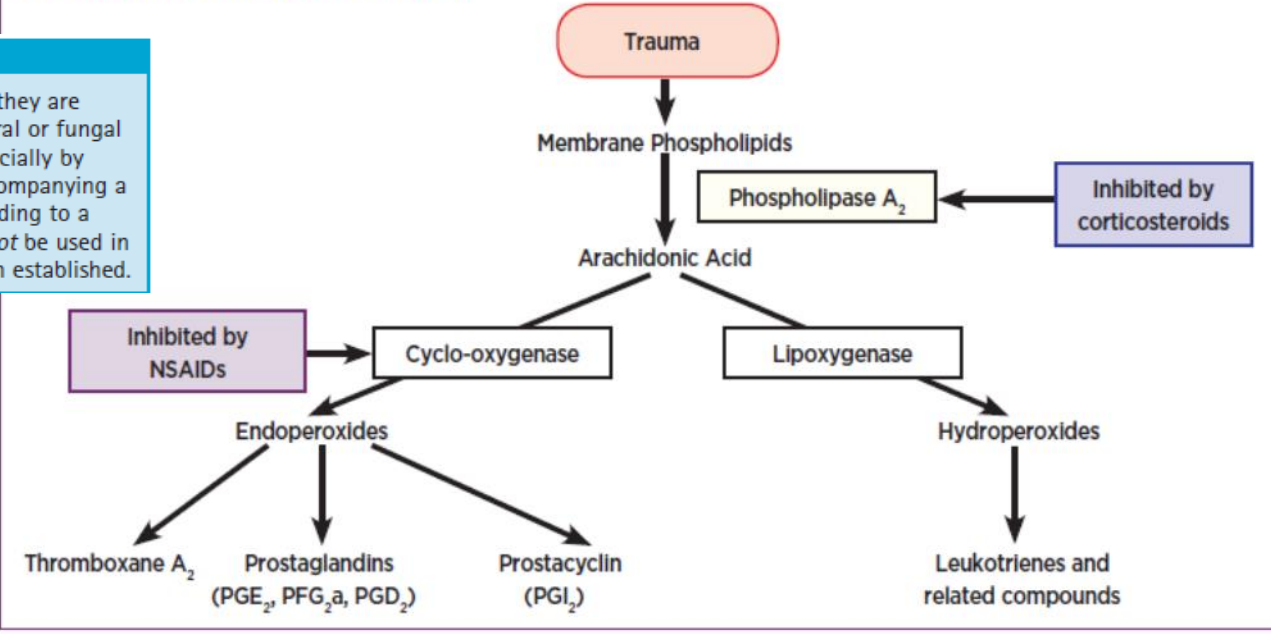 Trauma
they are
ral or fungal
cially by
ompanying a
ding to a
ot be used in
n established.
Membrane Phospholipids
Phospholipase A₂
Inhibited by
corticosteroids
Arachidonic Acid
Inhibited by
NSAIDs
Cyclo-oxygenase
Lipoxygenase
Endoperoxides
Hydroperoxides
Thromboxane A₂
Prostaglandins
(PGE₂, PFG₂a, PGD₂)
Prostacyclin
(PGI₂)
Leukotrienes and
related compounds